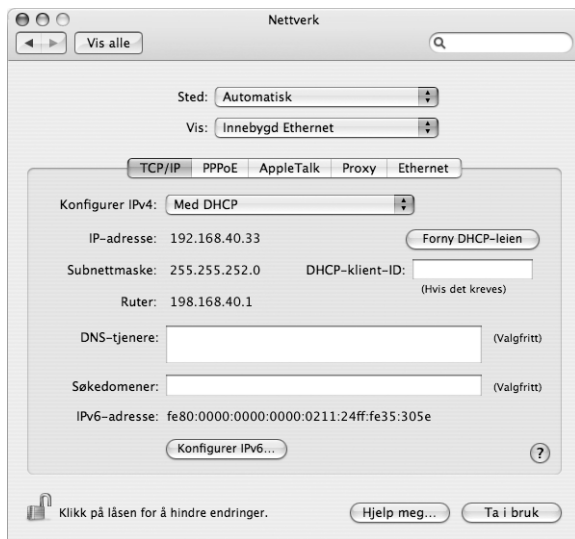 Nettverk
Vis alle
Sted: Automatisk
Vis: Innebygd Ethernet
TCP/IP PPPoE AppleTalk Proxy Ethernet
Konfigurer IPv4: Med DHCP
IP-adresse: 192.168.40.33 Forny DHCP-leien
Subnettmaske: 255.255.252.0 DHCP-klient-ID:
(Hvis det kreves)
Ruter: 198.168.40.1
DNS-tjenere: (Valgfritt)
Søkedomener: (Valgfritt)
IPv6-adresse: fe80:0000:0000:0000:0211:24ff:fe35:305e
Konfigurer IPv6... ?
Klikk på låsen for å hindre endringer. Hjelp meg... Ta i bruk